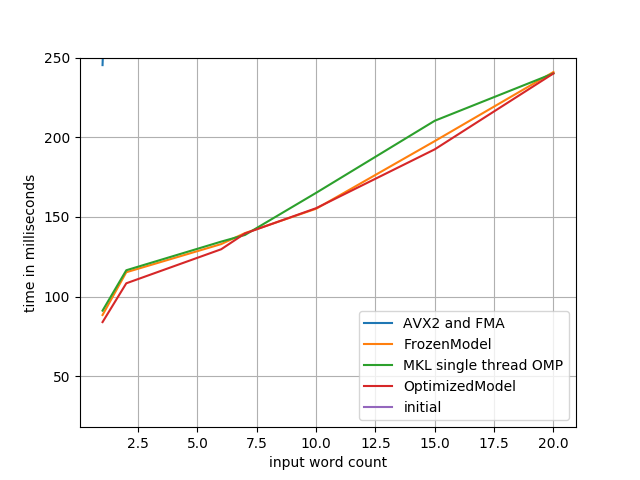 250
200
150
100
50
time in milliseconds
AVX2 and FMA
FrozenModel
MKL single thread OMP
OptimizedModel
initial
2.5 5.0 7.5 10.0 12.5 15.0 17.5 20.0
input word count